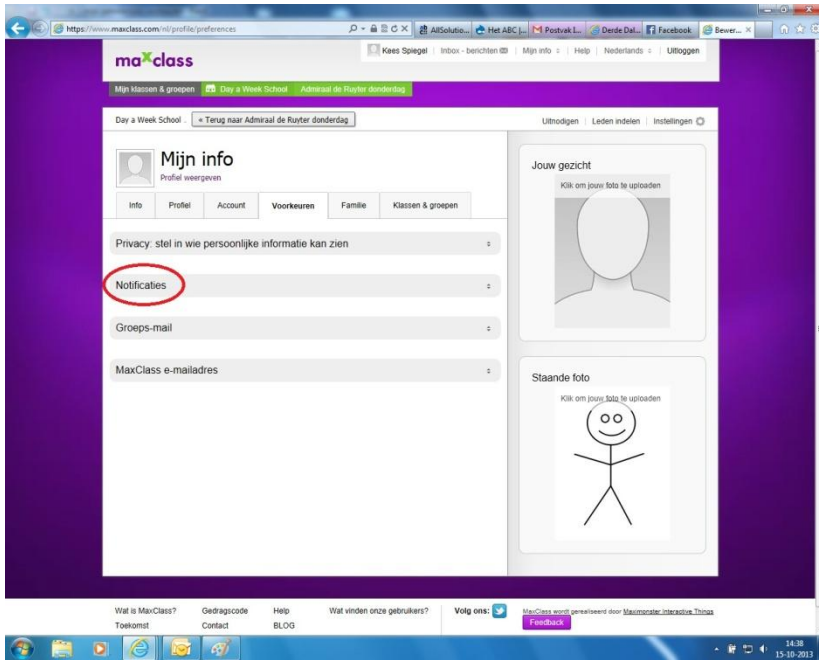 https://www.maxclass.com/nl/profile/preferences
AllSolutio... Het ABC j... Postvak I... Derde Dal... Facebook Bewer...
maxclass
Kees Spiegel Inbox - berichten Mijn info Help Nederlands Uitloggen
Mijn klassen & groepen Day a Week School Admiraal de Ruyter donderdag
Day a Week School . « Terug naar Admiraal de Ruyter donderdag Uitnodigen Leden indelen Instellingen
Mijn info
Profiel weergeven
Info Profiel Account Voorkeuren Familie Klassen & groepen
Privacy: stel in wie persoonlijke informatie kan zien
Notificaties
Groeps-mail
MaxClass e-mailadres
Jouw gezicht
Klik om jouw foto te uploaden
Staande foto
Klik om jouw foto te uploaden
Wat is MaxClass? Gedragscode Help Wat vinden onze gebruikers? Volg ons: MaxClass wordt gerealiseerd door Maximonster Interactive Things
Toekomst Contact BLOG Feedback
14:38
15-10-2013